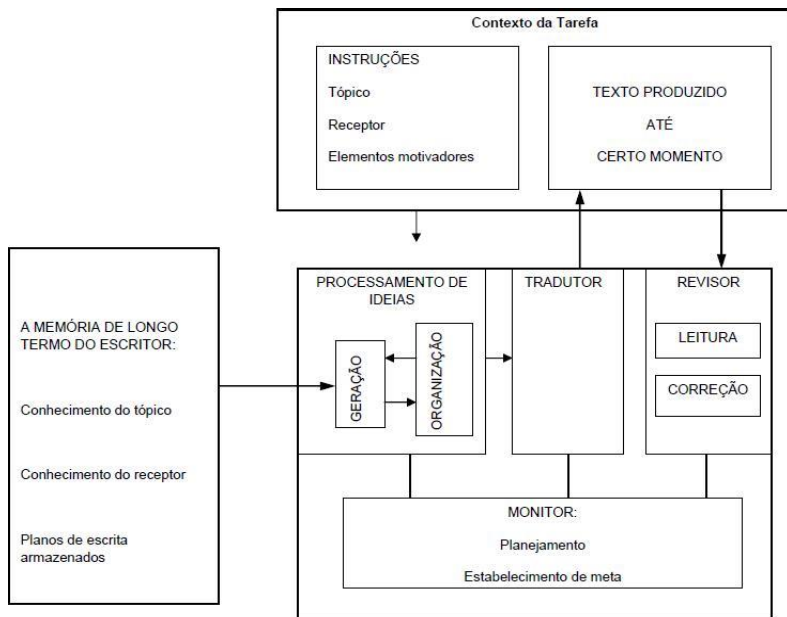 Contexto da Tarefa
INSTRUÇÕES
Tópico
Receptor
Elementos motivadores
TEXTO PRODUZIDO
ATÉ
CERTO MOMENTO
A MEMÓRIA DE LONGO
TERMO DO ESCRITOR:
Conhecimento do tópico
Conhecimento do receptor
Planos de escrita
armazenados
PROCESSAMENTO DE
IDEIAS
GERAÇÃO
ORGANIZAÇÃO
TRADUTOR
REVISOR
LEITURA
CORREÇÃO
MONITOR:
Planejamento
Estabelecimento de meta